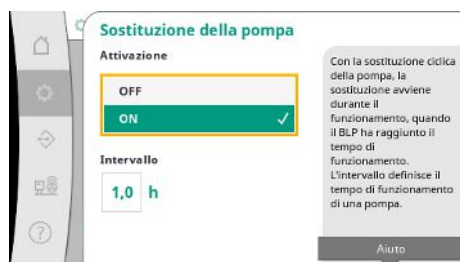 Sostituzione della pompa
Attivazione
OFF
ON
Intervallo
1,0 h
Con la sostituzione ciclica
della pompa, la
sostituzione avviene
durante il
funzionamento, quando
il BLP ha raggiunto il
tempo di
funzionamento.
L'intervallo definisce il
tempo di funzionamento
di una pompa.
Aiuto